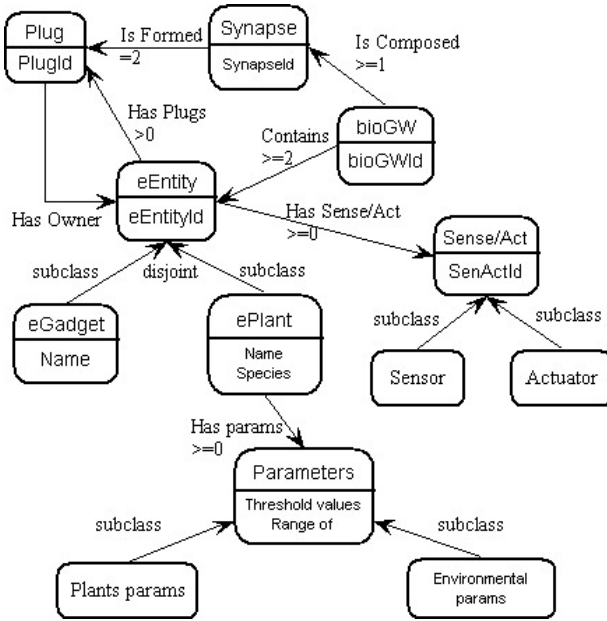 Plug
PlugId
Is Formed
=2
Synapse
SynapseId
Is Composed
>=1
Has Plugs
>0
Contains
>=2
bioGW
bioGWId
eEntity
eEntityId
Has Owner
Has Sense/Act
>=0
Sense/Act
SenActId
subclass
disjoint
subclass
subclass
subclass
eGadget
Name
ePlant
Name
Species
Sensor
Actuator
Has params
>=0
Parameters
Threshold values
Range of
subclass
subclass
Plants params
Environmental
params